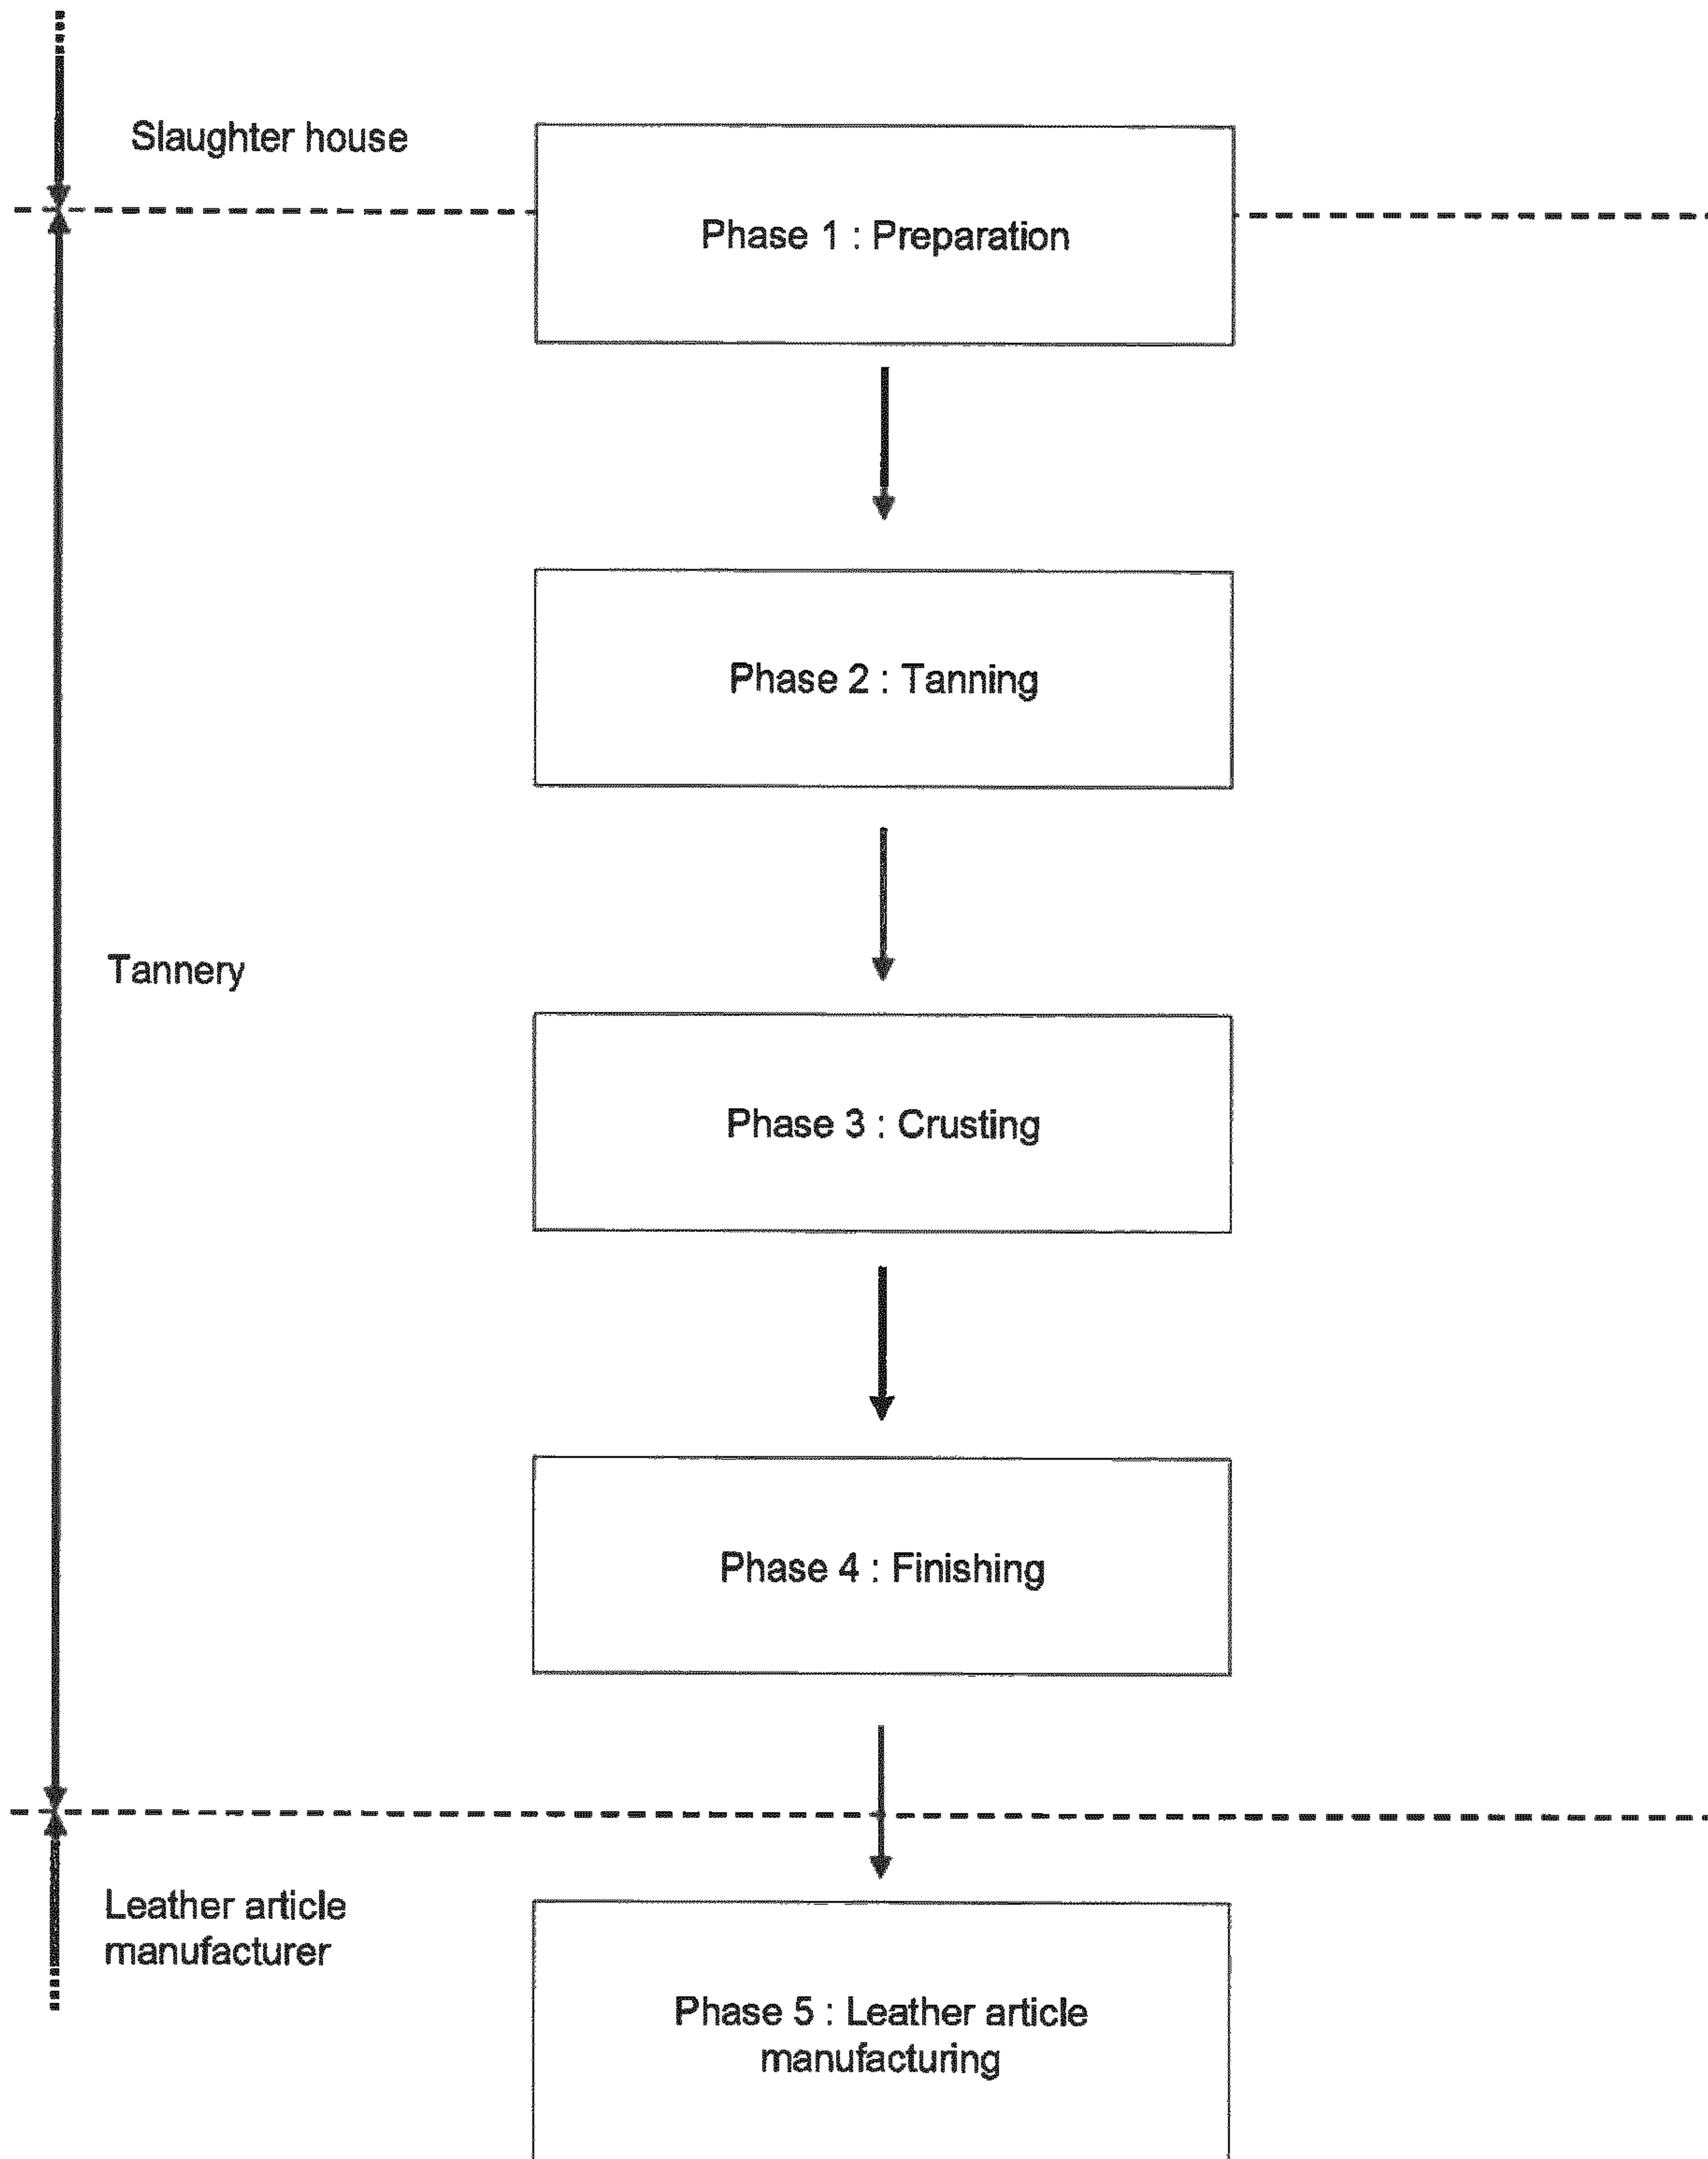 Slaughter house
Phase 1 : Preparation
Phase 2 : Tanning
Tannery
Phase 3 : Crusting
Phase 4 : Finishing
Leather article
manufacturer
Phase 5 : Leather article
manufacturing